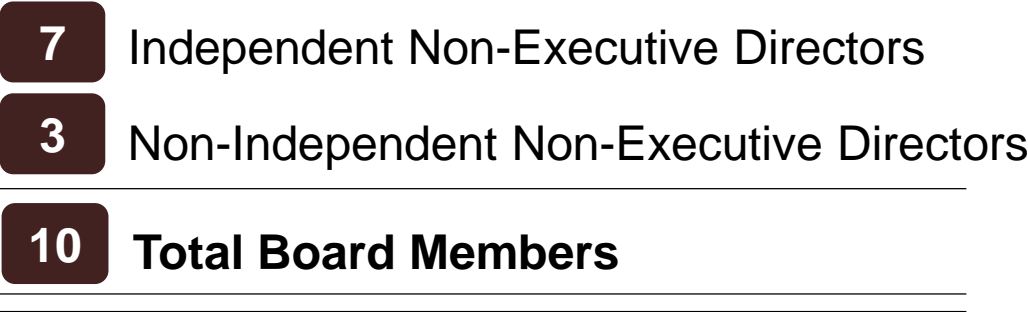 7 Independent Non-Executive Directors
3 Non-Independent Non-Executive Directors
10 Total Board Members